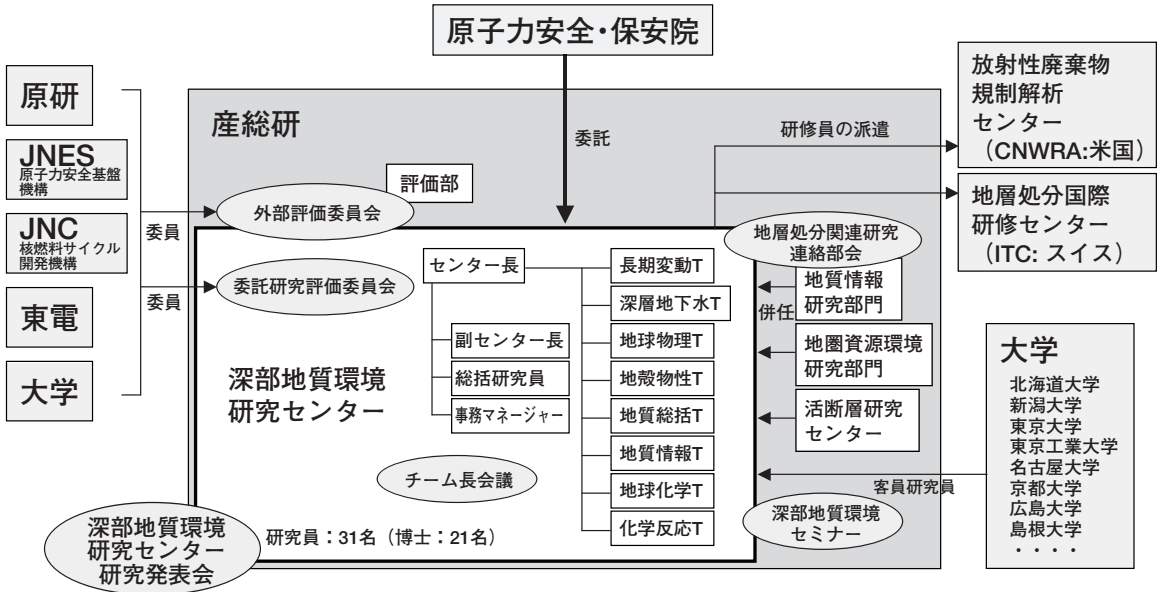 原子力安全・保安院
原研
JNES
原子力安全基盤
機構
JNC
核燃料サイクル
開発機構
東電
大学
委員
委員
産総研
評価部
外部評価委員会
委託研究評価委員会
委託
研修員の派遣
放射性廃棄物
規制解析
センター
（CNWRA:米国）
地層処分国際
研修センター
（ITC: スイス）
センター長
副センター長
総括研究員
事務マネージャー
深部地質環境
研究センター
チーム長会議
研究員：31名（博士：21名）
深部地質環境
研究センター
研究発表会
長期変動T
深層地下水T
地球物理T
地殻物性T
地質総括T
地質情報T
地球化学T
化学反応T
地層処分関連研究
連絡部会
併任
地質情報
研究部門
地圏資源環境
研究部門
活断層研究
センター
客員研究員
深部地質環境
セミナー
大学
北海道大学
新潟大学
東京大学
東京工業大学
名古屋大学
京都大学
広島大学
島根大学
・・・・